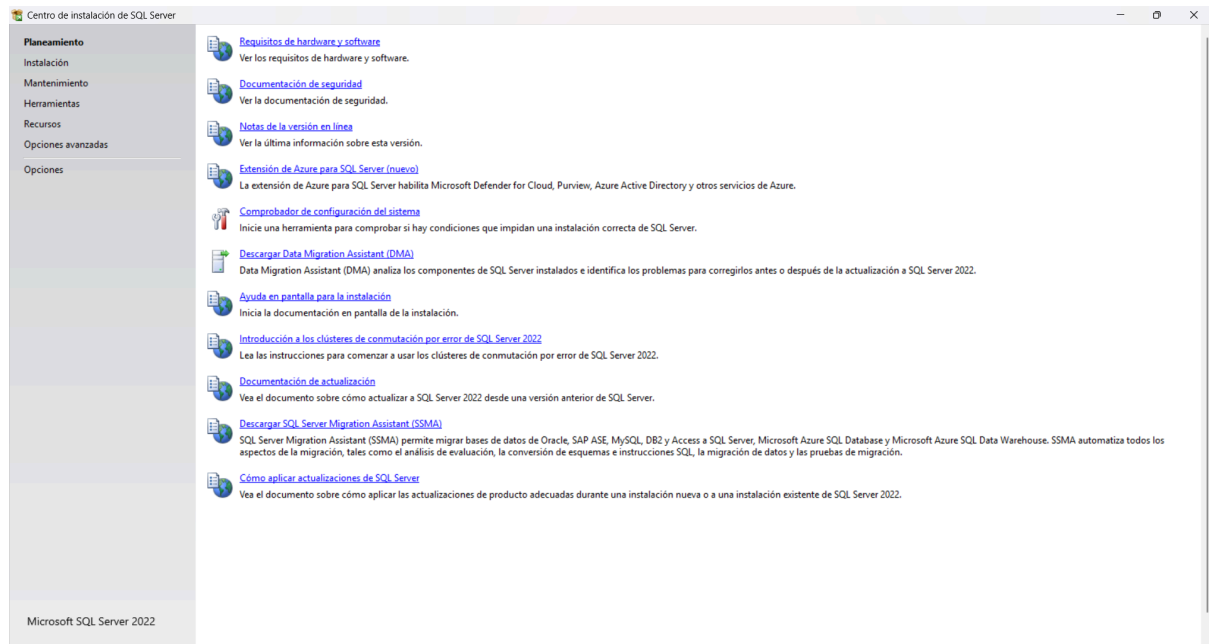 Centro de instalación de SQL Server
Planeamiento
Instalación
Mantenimiento
Herramientas
Recursos
Opciones avanzadas
Opciones
Requisitos de hardware y software
Ver los requisitos de hardware y software.
Documentación de seguridad
Ver la documentación de seguridad.
Notas de la versión en línea
Ver la última información sobre esta versión.
Extensión de Azure para SQL Server (nuevo)
La extensión de Azure para SQL Server habilita Microsoft Defender for Cloud, Purview, Azure Active Directory y otros servicios de Azure.
Comprobador de configuración del sistema
Inicie una herramienta para comprobar si hay condiciones que impidan una instalación correcta de SQL Server.
Descargar Data Migration Assistant (DMA)
Data Migration Assistant (DMA) analiza los componentes de SQL Server instalados e identifica los problemas para corregirlos antes o después de la actualización a SQL Server 2022.
Ayuda en pantalla para la instalación
Inicia la documentación en pantalla de la instalación.
Introducción a los clústeres de conmutación por error de SQL Server 2022
Lea las instrucciones para comenzar a usar los clústeres de conmutación por error de SQL Server 2022.
Documentación de actualización
Vea el documento sobre cómo actualizar a SQL Server 2022 desde una versión anterior de SQL Server.
Descargar SQL Server Migration Assistant (SSMA)
SQL Server Migration Assistant (SSMA) permite migrar bases de datos de Oracle, SAP ASE, MySQL, DB2 y Access a SQL Server, Microsoft Azure SQL Database y Microsoft Azure SQL Data Warehouse. SSMA automatiza todos los
aspectos de la migración, tales como el análisis de evaluación, la conversión de esquemas e instrucciones SQL, la migración de datos y las pruebas de migración.
Cómo aplicar actualizaciones de SQL Server
Vea el documento sobre cómo aplicar las actualizaciones de producto adecuadas durante una instalación nueva o a una instalación existente de SQL Server 2022.
Microsoft SQL Server 2022